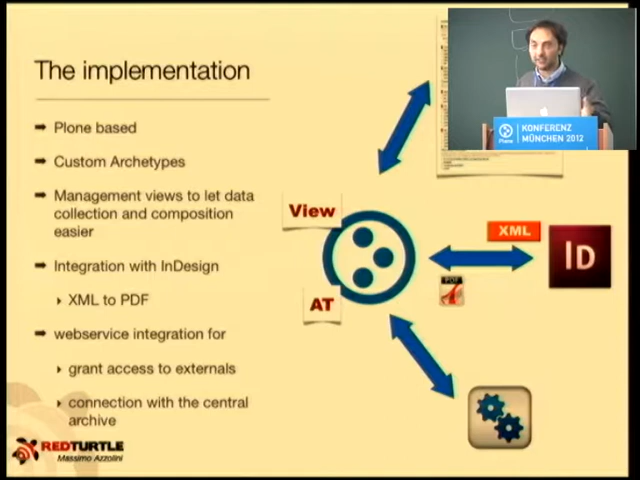 The implementation
Plone based
Custom Archetypes
Management views to let data
collection and composition
easier
Integration with InDesign
XML to PDF
webservice integration for
grant access to externals
connection with the central
archive
REDTURTLE
Massimo Azzolini
View
AT
XML
PDF
ID
Plone
KONFERENZ
MÜNCHEN 2012